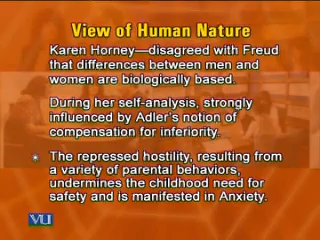 View of Human Nature
Karen Horney—disagreed with Freud
that differences between men and
women are biologically based.
During her self-analysis, strongly
influenced by Adler's notion of
compensation for inferiority.
* The repressed hostility, resulting from
a variety of parental behaviors,
undermines the childhood need for
safety and is manifested in Anxiety.
VU